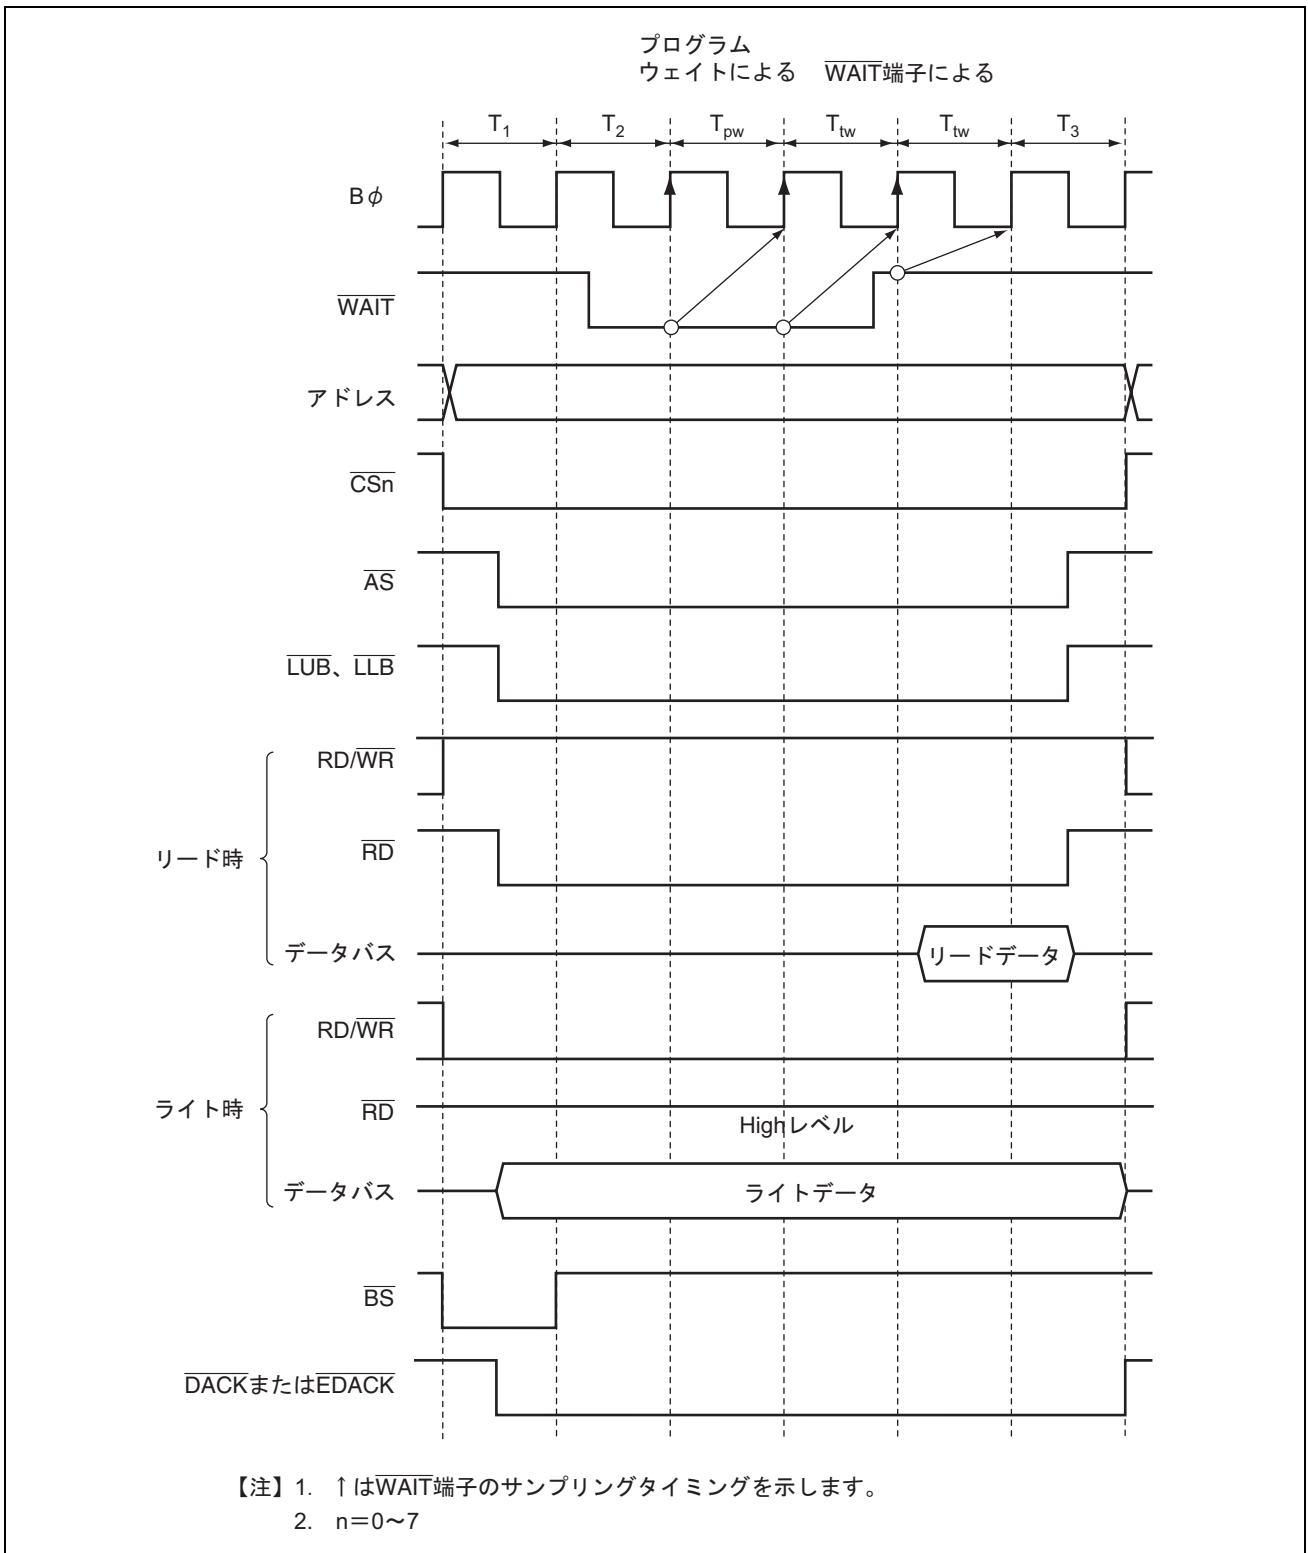 プログラム
ウェイトによる WAIT端子による
T1 T2 Tpw Ttw Ttw T3
Bφ
WAIT
アドレス
CSn
AS
LUB、LLB
リード時
RD/WR
RD
データバス リードデータ
ライト時
RD/WR
RD
Highレベル
データバス ライトデータ
BS
DACKまたはEDACK
【注】1. ↑はWAIT端子のサンプリングタイミングを示します。
2. n=0～7